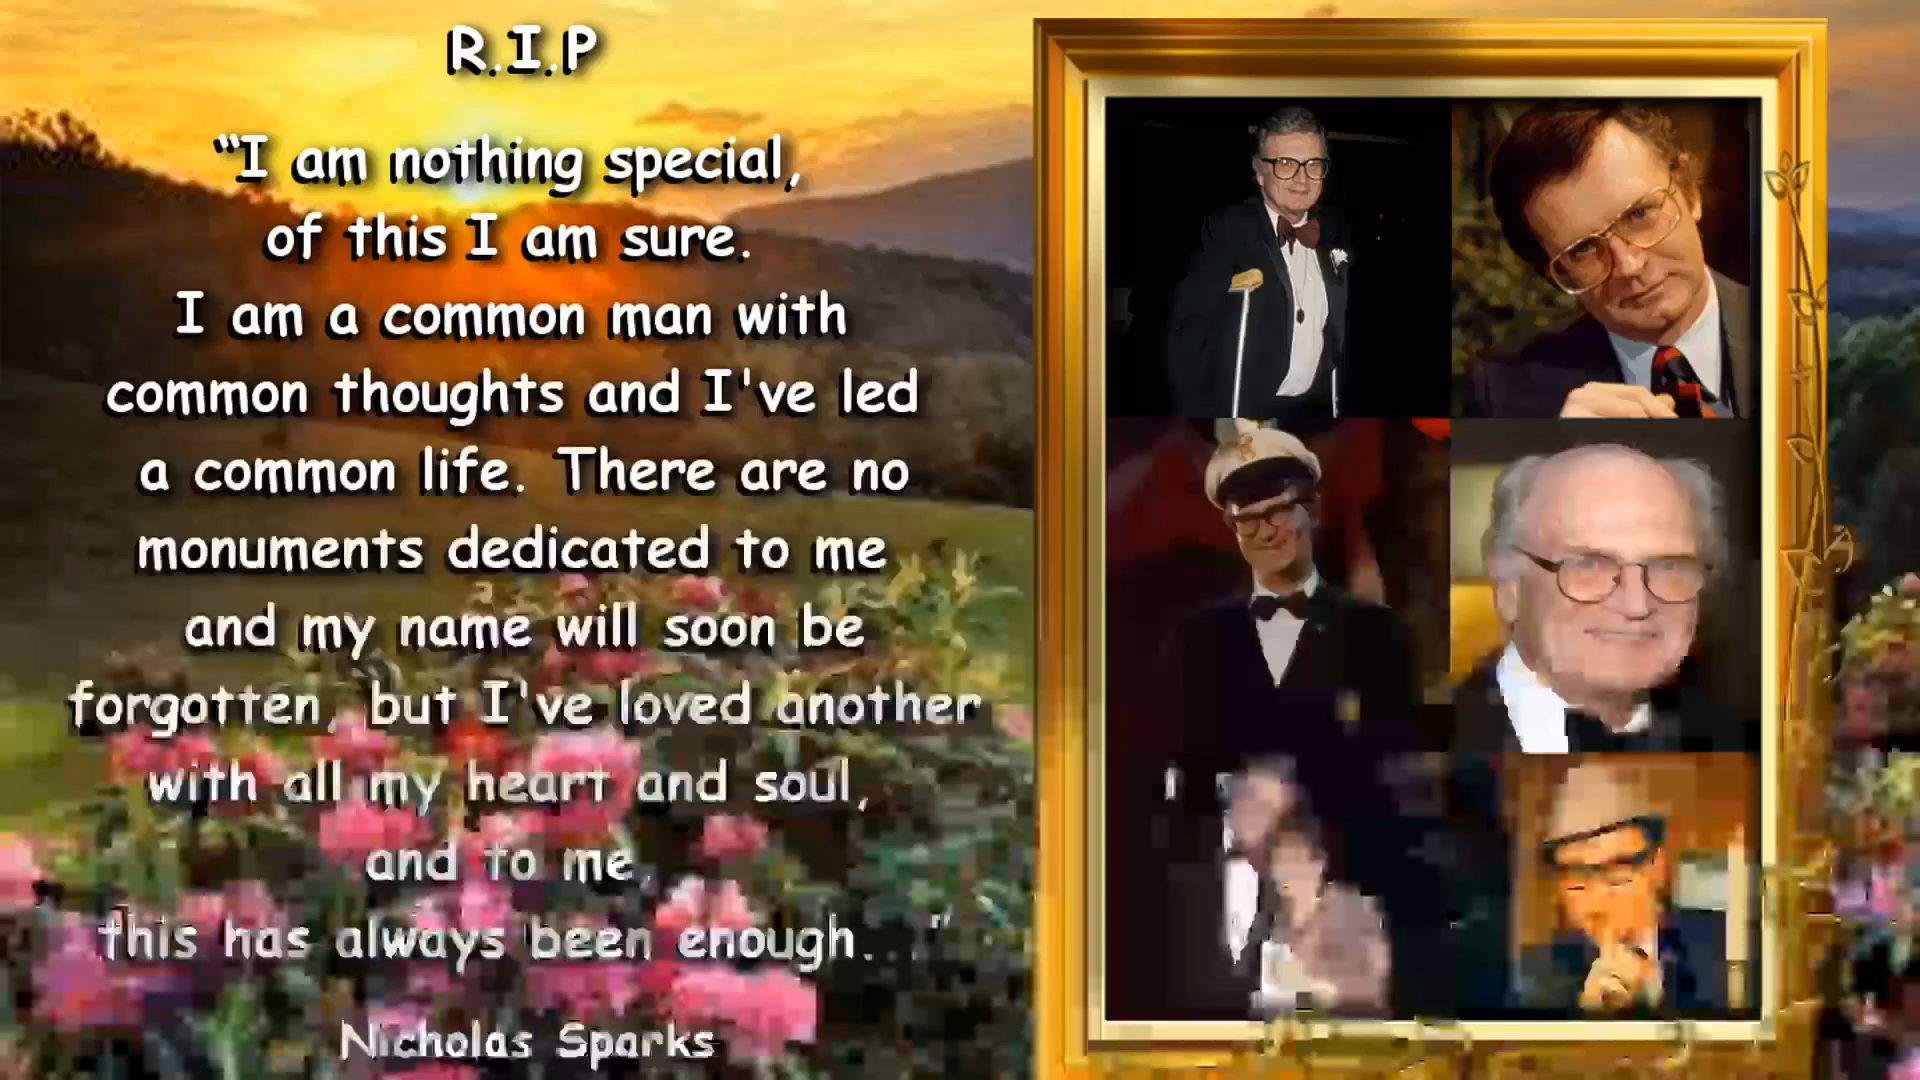 R.I.P
“I am nothing special,
of this I am sure.
I am a common man with
common thoughts and I've led
a common life. There are no
monuments dedicated to me
and my name will soon be
forgotten, but I've loved another
with all my heart and soul,
and to me,
this has always been enough..."
Nicholas Sparks